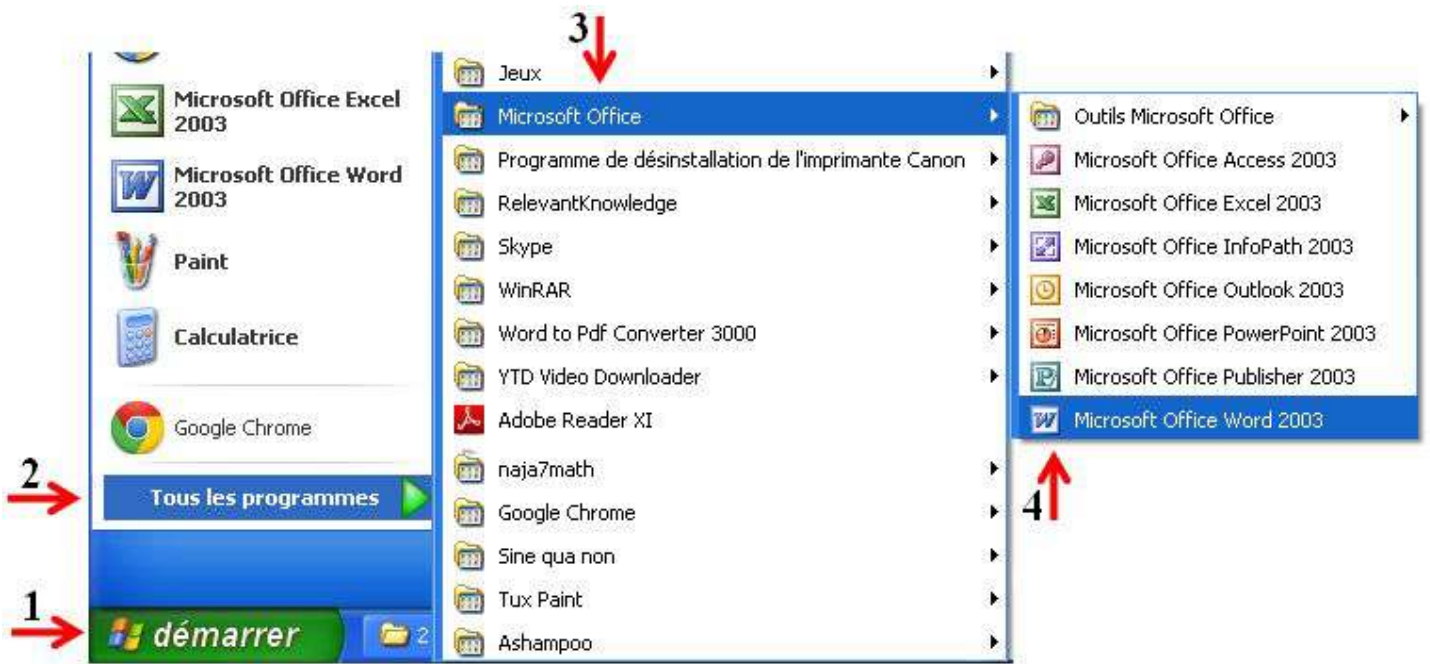 3
Microsoft Office Excel
2003
Microsoft Office Word
2003
Paint
Calculatrice
Google Chrome
2
Tous les programmes
1
démarrer
2
Jeux
Microsoft Office
Programme de désinstallation de l'imprimante Canon
RelevantKnowledge
Skype
WinRAR
Word to Pdf Converter 3000
YTD Video Downloader
Adobe Reader XI
naja7math
Google Chrome
Sine qua non
Tux Paint
Ashampoo
Outils Microsoft Office
Microsoft Office Access 2003
Microsoft Office Excel 2003
Microsoft Office InfoPath 2003
Microsoft Office Outlook 2003
Microsoft Office PowerPoint 2003
Microsoft Office Publisher 2003
Microsoft Office Word 2003
4